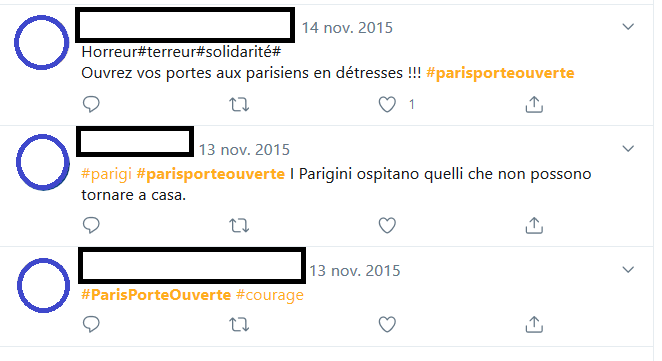 14 nov. 2015
Horreur#terreur#solidarité#
Ouvrez vos portes aux parisiens en détresses !!! #parisporteouverte
1
13 nov. 2015
#parigi #parisporteouverte I Parigini ospitano quelli che non possono
tornare a casa.
13 nov. 2015
#ParisPorteOuverte #courage